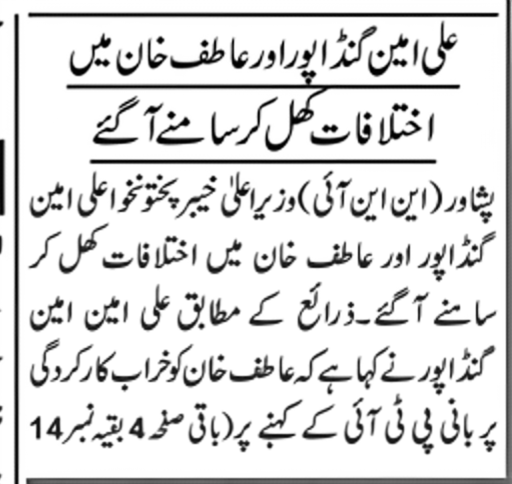 علی امین گنڈاپور اور عاطف خان میں
اختلافات کھل کر سامنے آگئے
پشاور (این این آئی) وزیراعلیٰ خیبر پختونخوا علی امین
گنڈاپور اور عاطف خان میں اختلافات کھل کر
سامنے آگئے۔ ذرائع کے مطابق علی امین امین
گنڈاپور نے کہا ہے کہ عاطف خان کو خراب کارکردگی
پر بانی پی ٹی آئی کے کہنے پر (باقی صفحہ 4 بقیہ نمبر 14